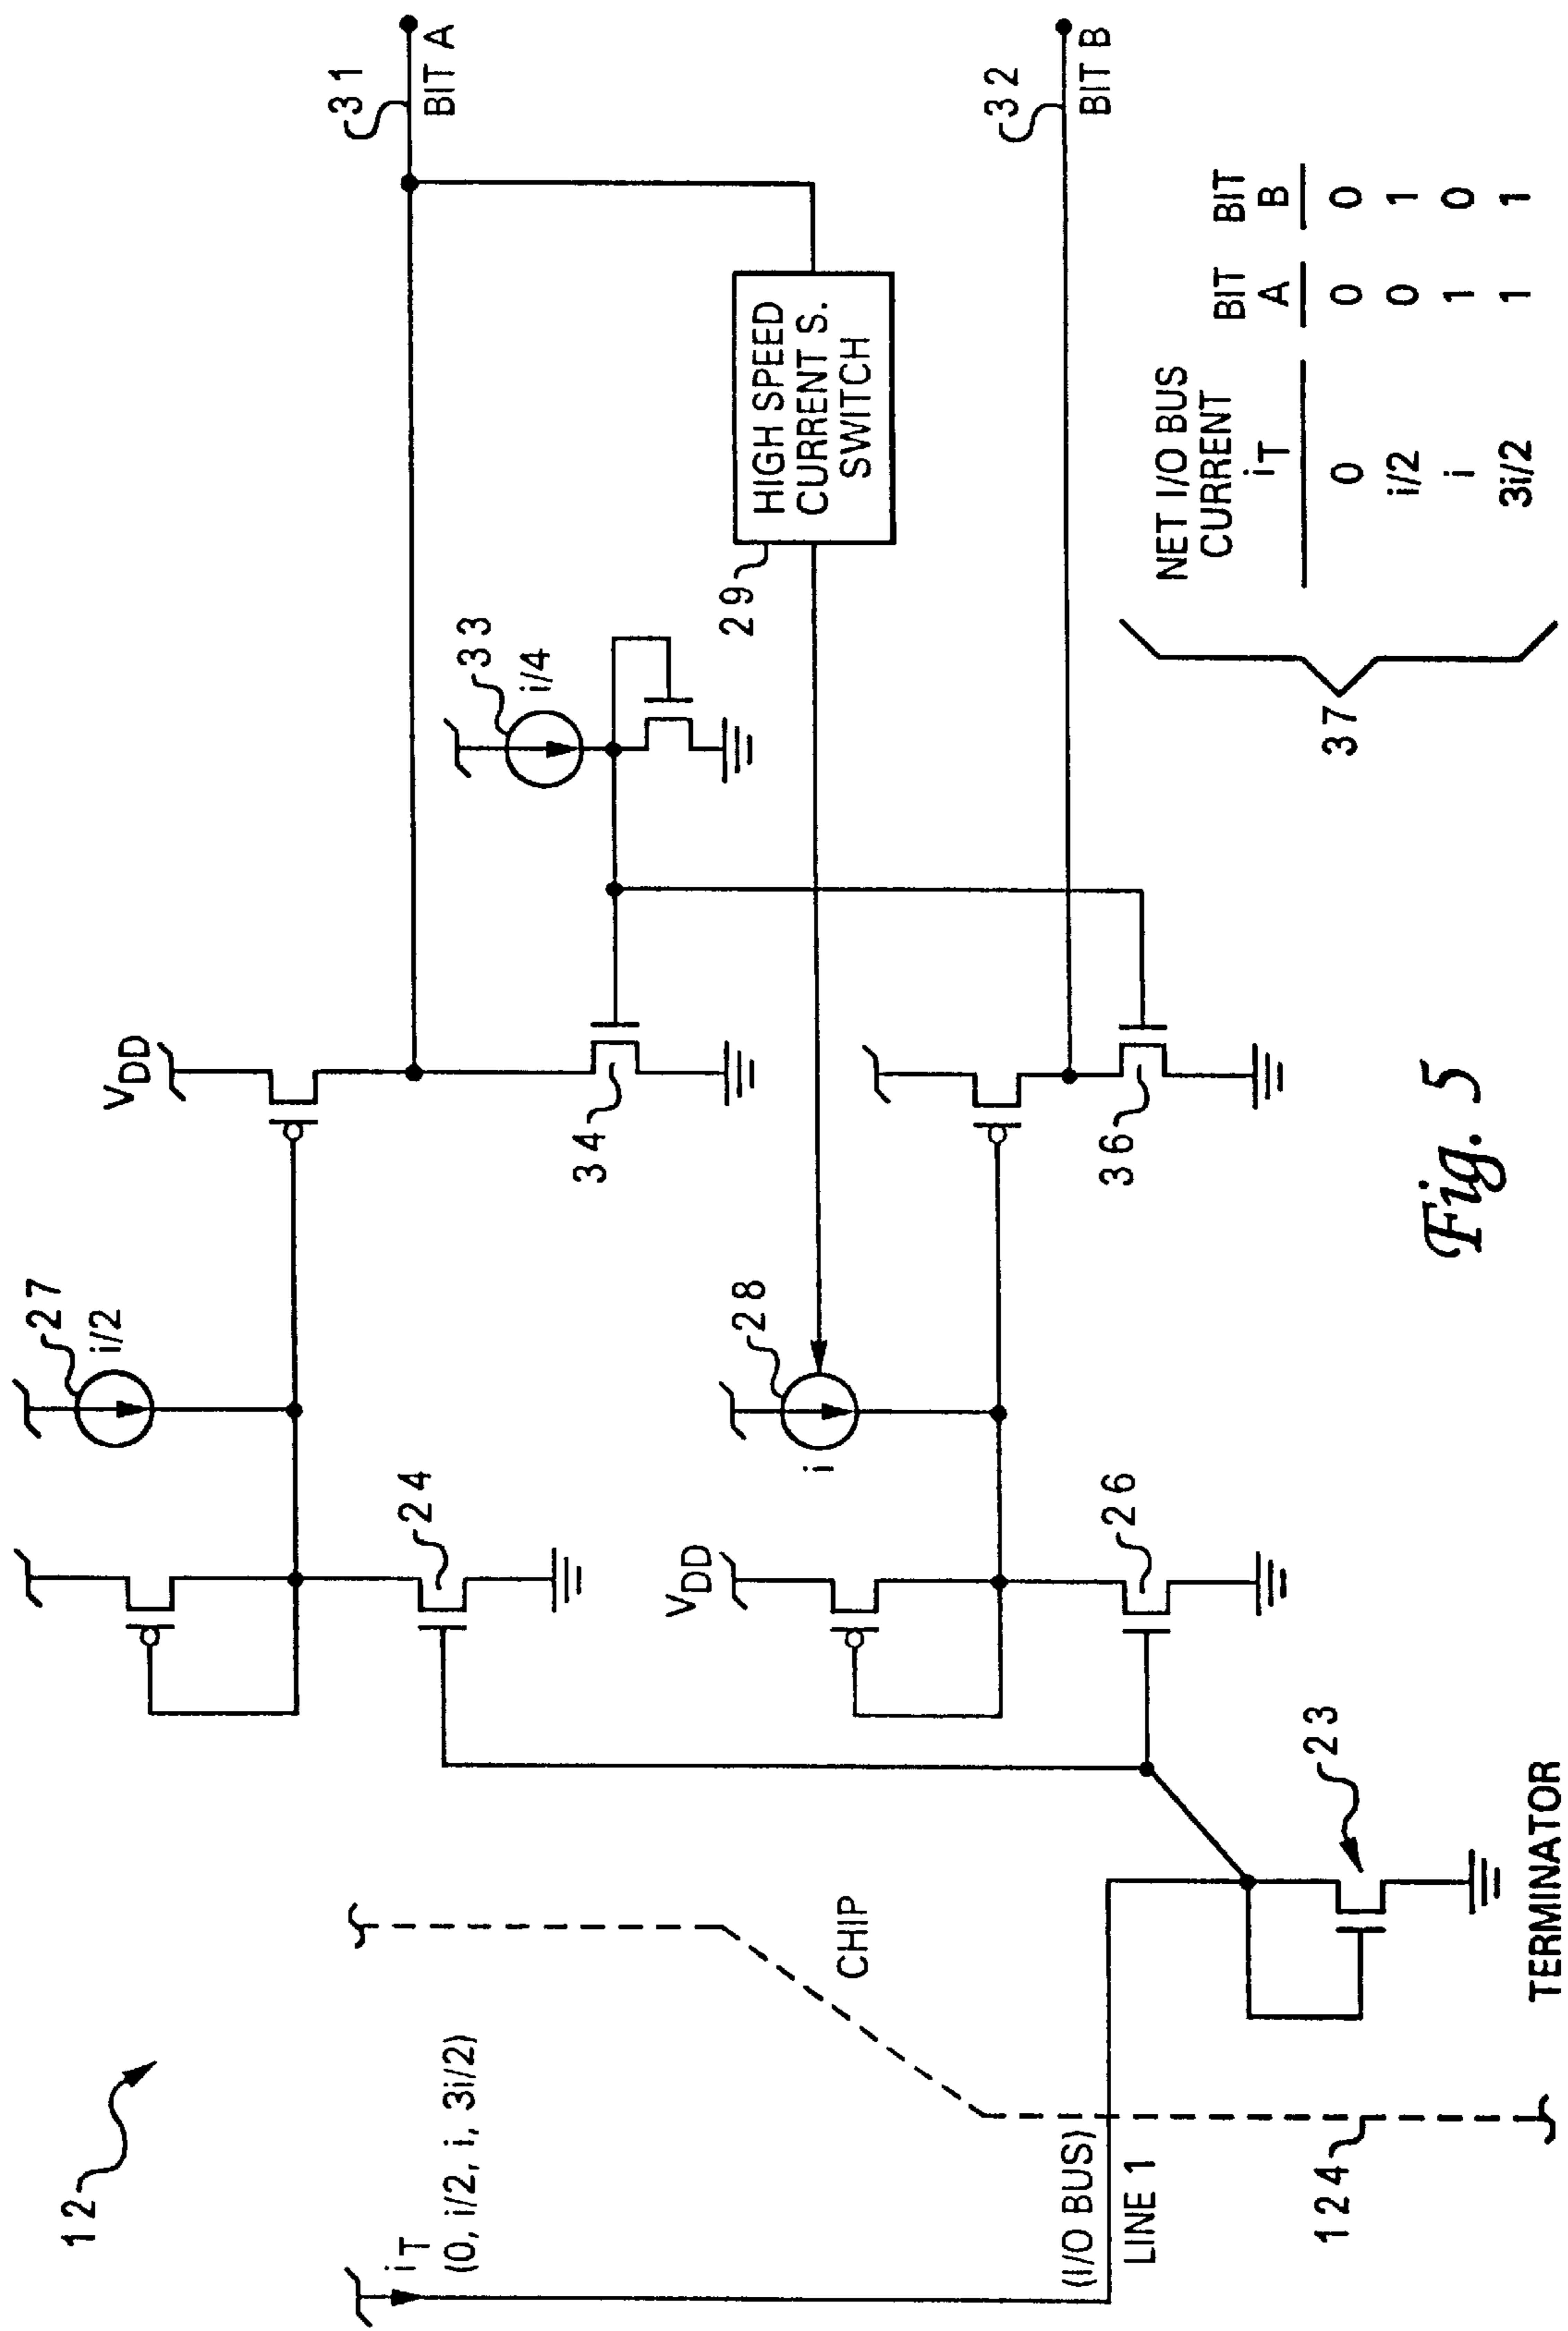 12
iT
(0, i/2, i, 3i/2)
(I/O BUS)
LINE 1
124
CHIP
TERMINATOR
23
24
VDD
26
27
i/2
28
i
VDD
34
36
33
i/4
29
HIGH SPEED
CURRENT S.
SWITCH
31
BIT A
32
BIT B
37
NET I/O BUS
CURRENT
iT
BIT
A
BIT
B
0 0 0
i/2 0 1
i 1 0
3i/2 1 1
Fig. 5